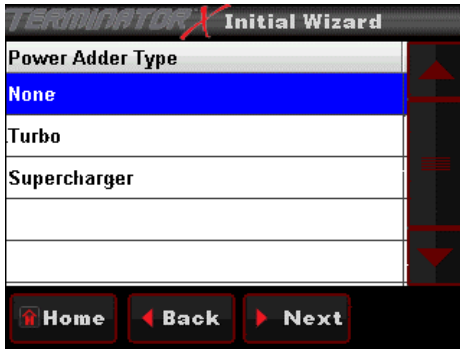 TERMINATOR X Initial Wizard
Power Adder Type
None
Turbo
Supercharger
Home Back Next